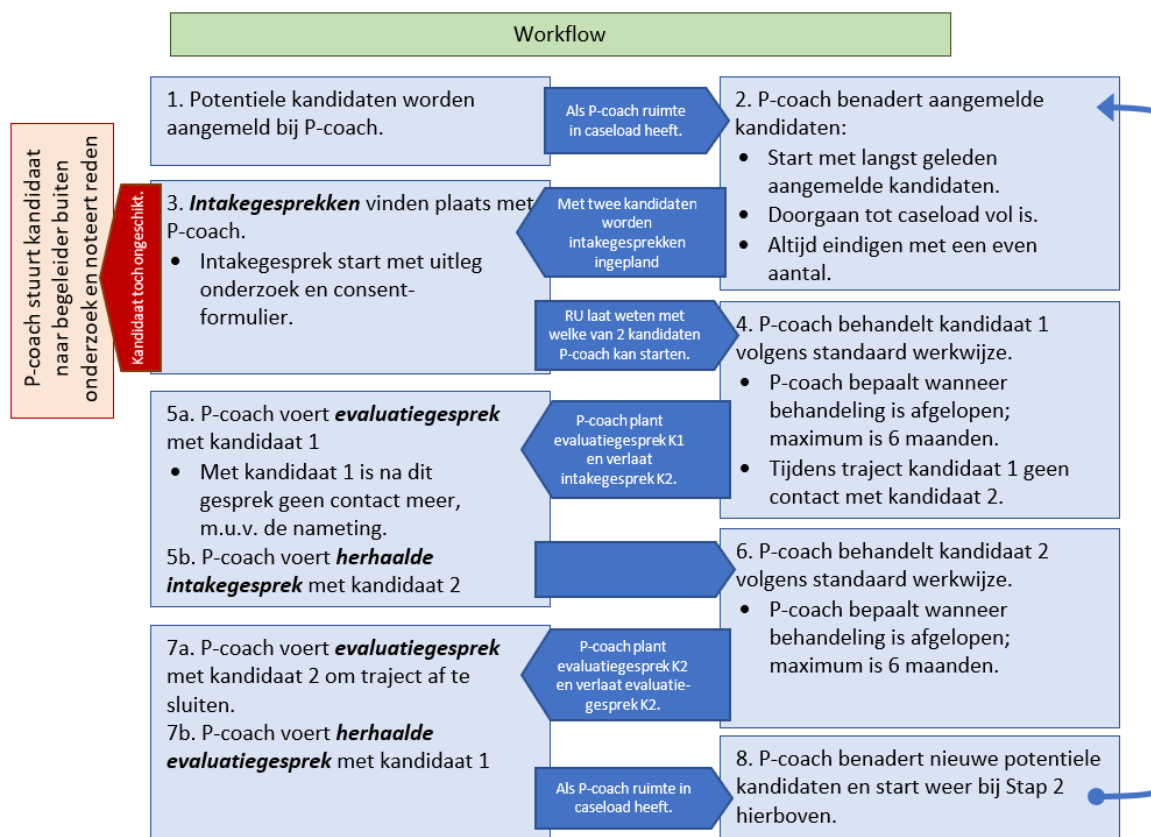 Workflow
1. Potentiele kandidaten worden
aangemeld bij P-coach.
Als P-coach ruimte
in caseload heeft.
2. P-coach benadert aangemelde
kandidaten:
• Start met langst geleden
aangemelde kandidaten.
• Doorgaan tot caseload vol is.
• Altijd eindigen met een even
aantal.
Met twee kandidaten
worden
intakegesprekken
ingepland
3. Intakegesprekken vinden plaats met
P-coach.
• Intakegesprek start met uitleg
onderzoek en consent-
formulier.
Kandidaat toch ongeschikt.
P-coach stuurt kandidaat
naar begeleider buiten
onderzoek en noteert reden
RU laat weten met
welke van 2 kandidaten
P-coach kan starten.
4. P-coach behandelt kandidaat 1
volgens standaard werkwijze.
• P-coach bepaalt wanneer
behandeling is afgelopen;
maximum is 6 maanden.
• Tijdens traject kandidaat 1 geen
contact met kandidaat 2.
P-coach plant
evaluatiegesprek K1
en verlaat
intakegesprek K2.
5a. P-coach voert evaluatiegesprek
met kandidaat 1
• Met kandidaat 1 is na dit
gesprek geen contact meer,
m.u.v. de nameting.
5b. P-coach voert herhaalde
intakegesprek met kandidaat 2
6. P-coach behandelt kandidaat 2
volgens standaard werkwijze.
• P-coach bepaalt wanneer
behandeling is afgelopen;
maximum is 6 maanden.
P-coach plant
evaluatiegesprek K2
en verlaat evaluatie-
gesprek K2.
7a. P-coach voert evaluatiegesprek
met kandidaat 2 om traject af te
sluiten.
7b. P-coach voert herhaalde
evaluatiegesprek met kandidaat 1
Als P-coach ruimte in
caseload heeft.
8. P-coach benadert nieuwe potentiele
kandidaten en start weer bij Stap 2
hierboven.